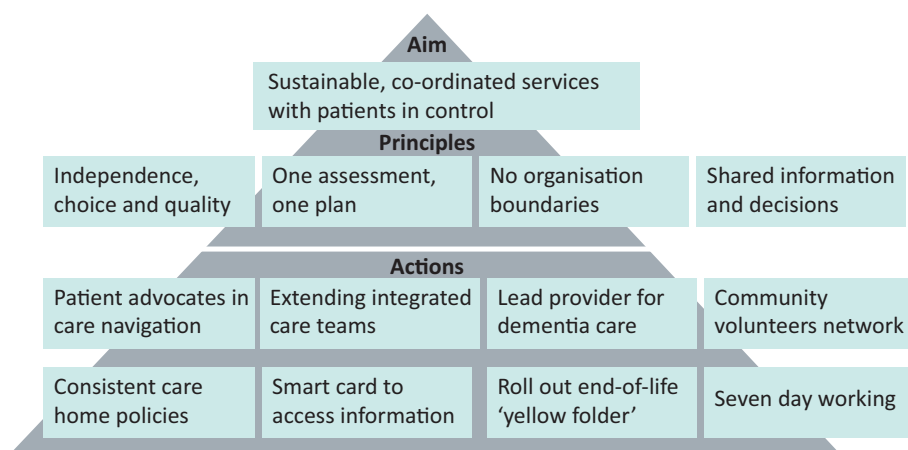 Aim
Sustainable, co-ordinated services
with patients in control
Principles
Independence,
choice and quality
One assessment,
one plan
No organisation
boundaries
Shared information
and decisions
Actions
Patient advocates in
care navigation
Extending integrated
care teams
Lead provider for
dementia care
Community
volunteers network
Consistent care
home policies
Smart card to
access information
Roll out end-of-life
‘yellow folder’
Seven day working